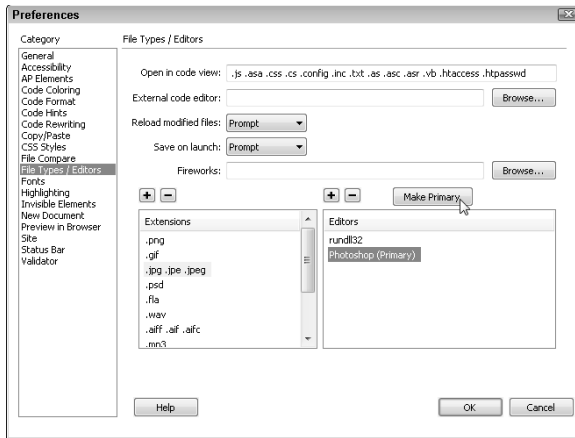 Preferences
Category
General
Accessibility
AP Elements
Code Coloring
Code Format
Code Hints
Code Rewriting
Copy/Paste
CSS Styles
File Compare
File Types / Editors
Fonts
Highlighting
Invisible Elements
New Document
Preview in Browser
Site
Status Bar
Validator
File Types / Editors
Open in code view: .js .asa .css .cs .config .inc .txt .as .asc .asr .vb .htaccess .htpasswd
External code editor: Browse...
Reload modified files: Prompt
Save on launch: Prompt
Fireworks: Browse...
Make Primary
Extensions
.png
.gif
.jpg .jpe .jpeg
.psd
.fla
.wav
.aiff .aif .aifc
.mp3
Editors
rundll32
Photoshop (Primary)
Help
OK
Cancel